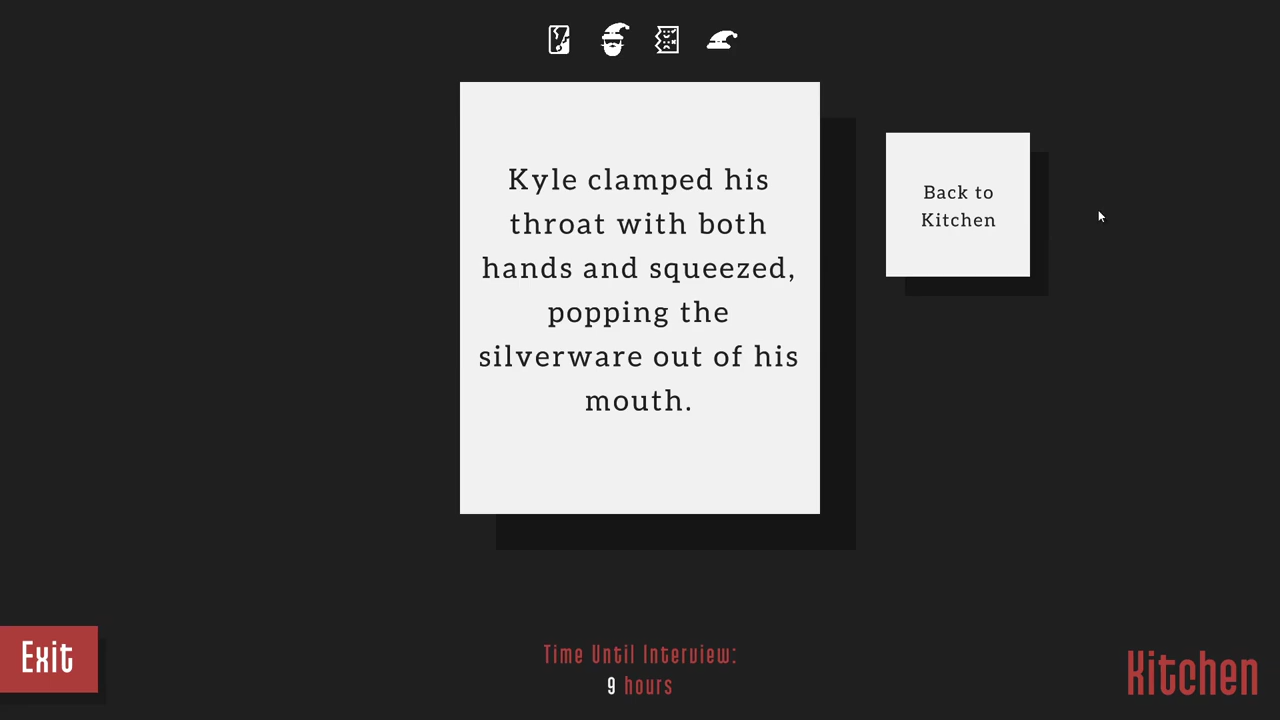 Kyle clamped his
throat with both
hands and squeezed,
popping the
silverware out of his
mouth.
Back to
Kitchen
Exit
Time Until Interview:
9 hours
Kitchen